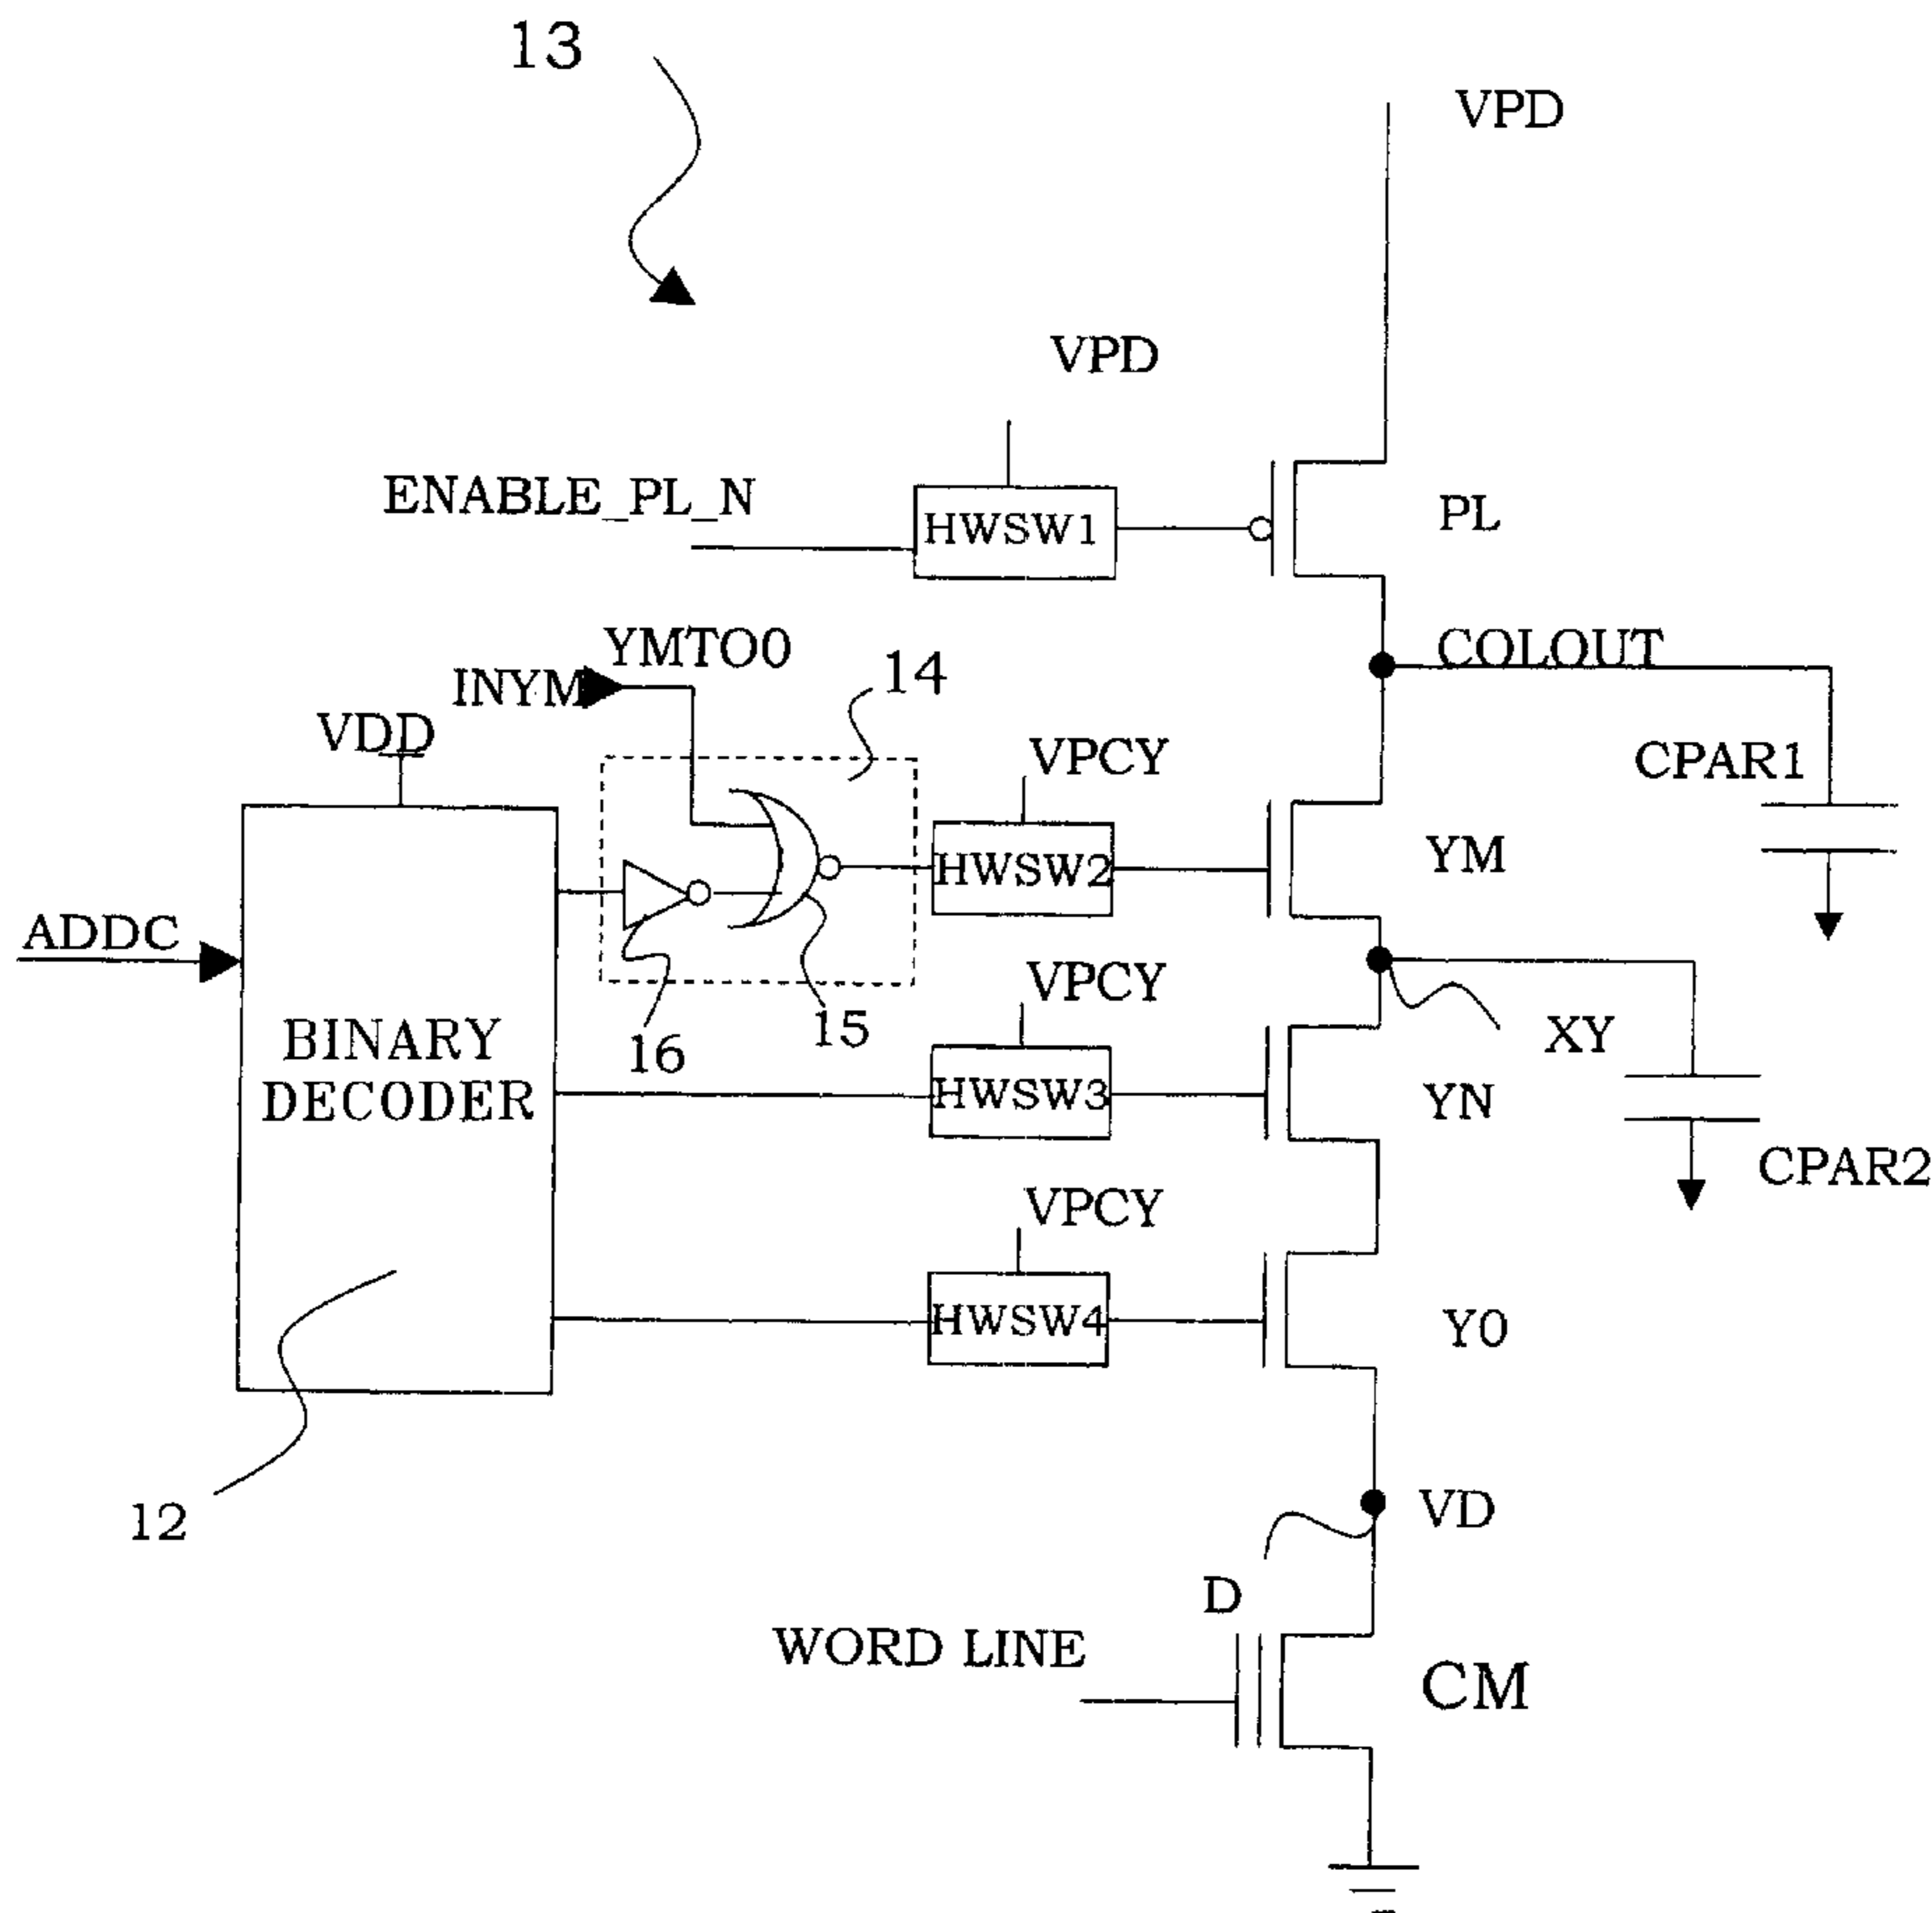 13
VPD
VPD
ENABLE_PL_N
HWSW1
PL
YMTO0
COLOUT
INYM
14
VDD
VPCY
CPAR1
HWSW2
YM
ADDC
VPCY
15
XY
16
BINARY
DECODER
HWSW3
YN
CPAR2
VPCY
HWSW4
Y0
12
VD
D
WORD LINE
CM